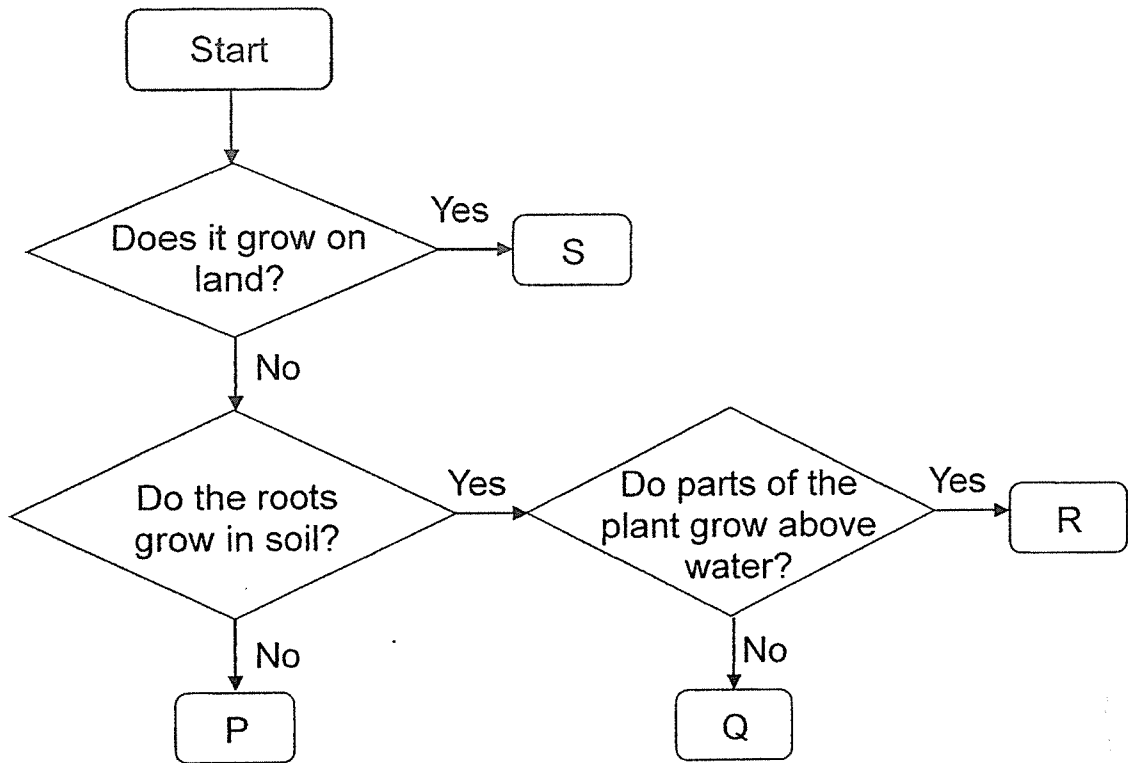 Start
Does it grow on
land?
Yes
S
No
Do the roots
grow in soil?
Yes
Do parts of the
plant grow above
water?
Yes
R
No
P
No
Q